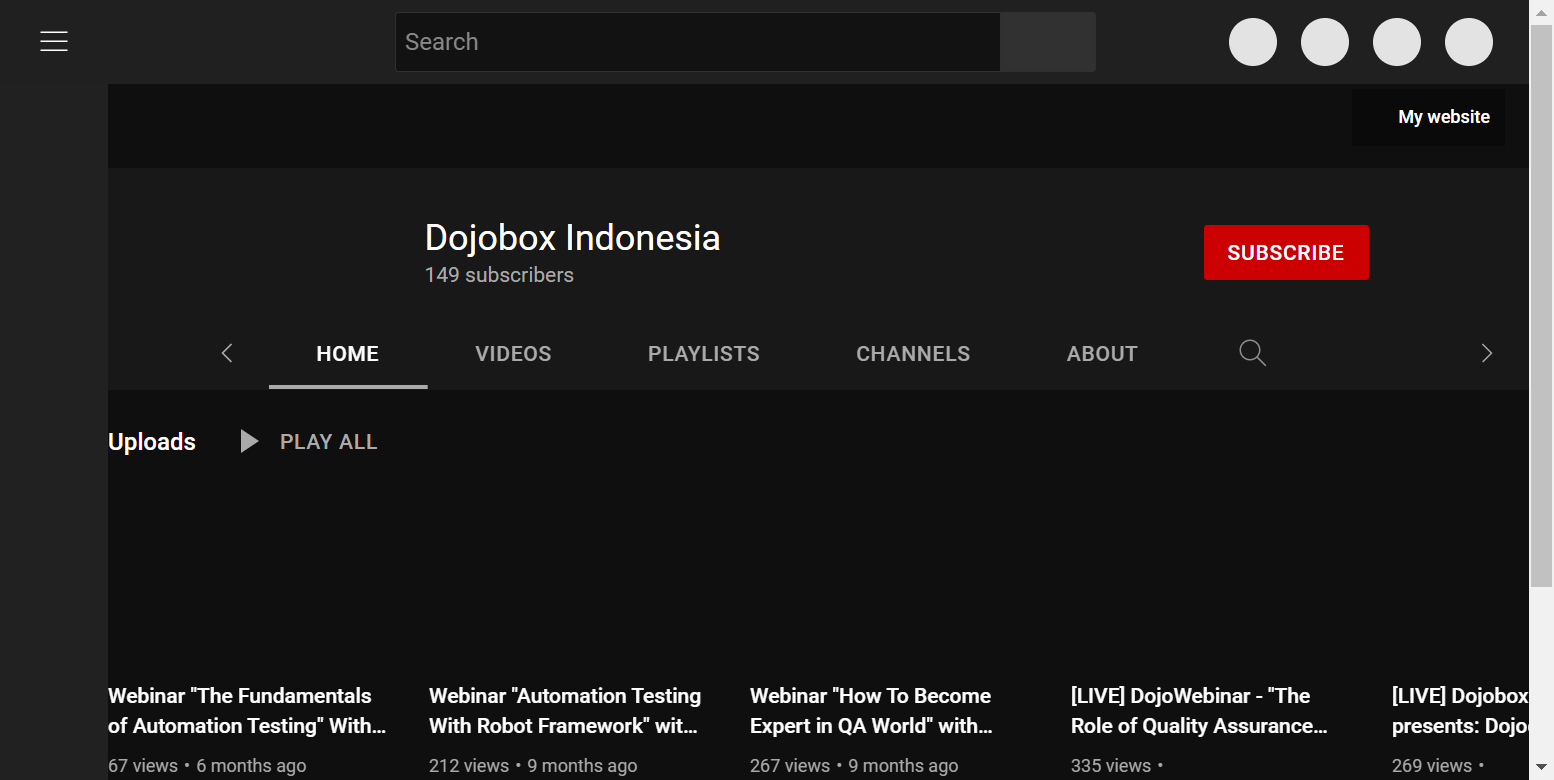 Search
My website
Dojobox Indonesia
149 subscribers
SUBSCRIBE
HOME
VIDEOS
PLAYLISTS
CHANNELS
ABOUT
Uploads
PLAY ALL
Webinar "The Fundamentals
of Automation Testing" With...
67 views • 6 months ago
Webinar "Automation Testing
With Robot Framework" wit...
212 views • 9 months ago
Webinar "How To Become
Expert in QA World" with...
267 views • 9 months ago
[LIVE] DojoWebinar - "The
Role of Quality Assurance...
335 views •
[LIVE] Dojobox
presents: Dojo
269 views •